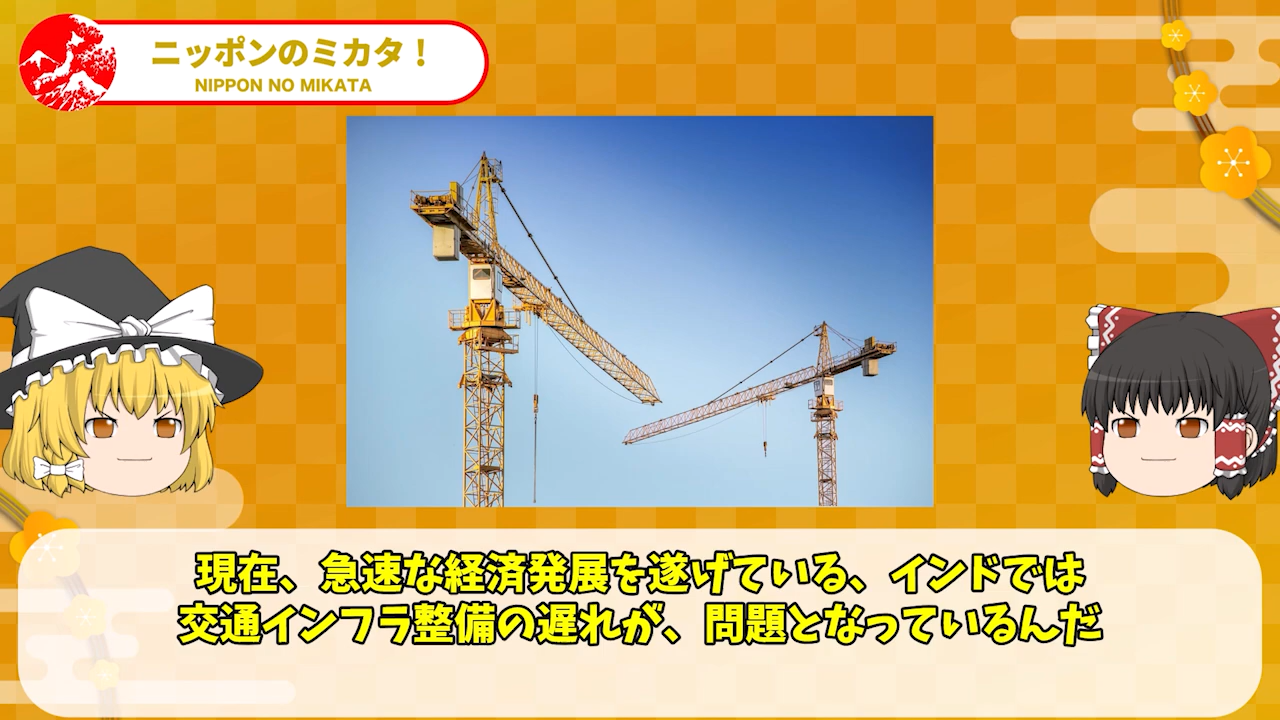 ニッポンのミカタ！
NIPPON NO MIKATA
現在、急速な経済発展を遂げている、インドでは
交通インフラ整備の遅れが、問題となっているんだ